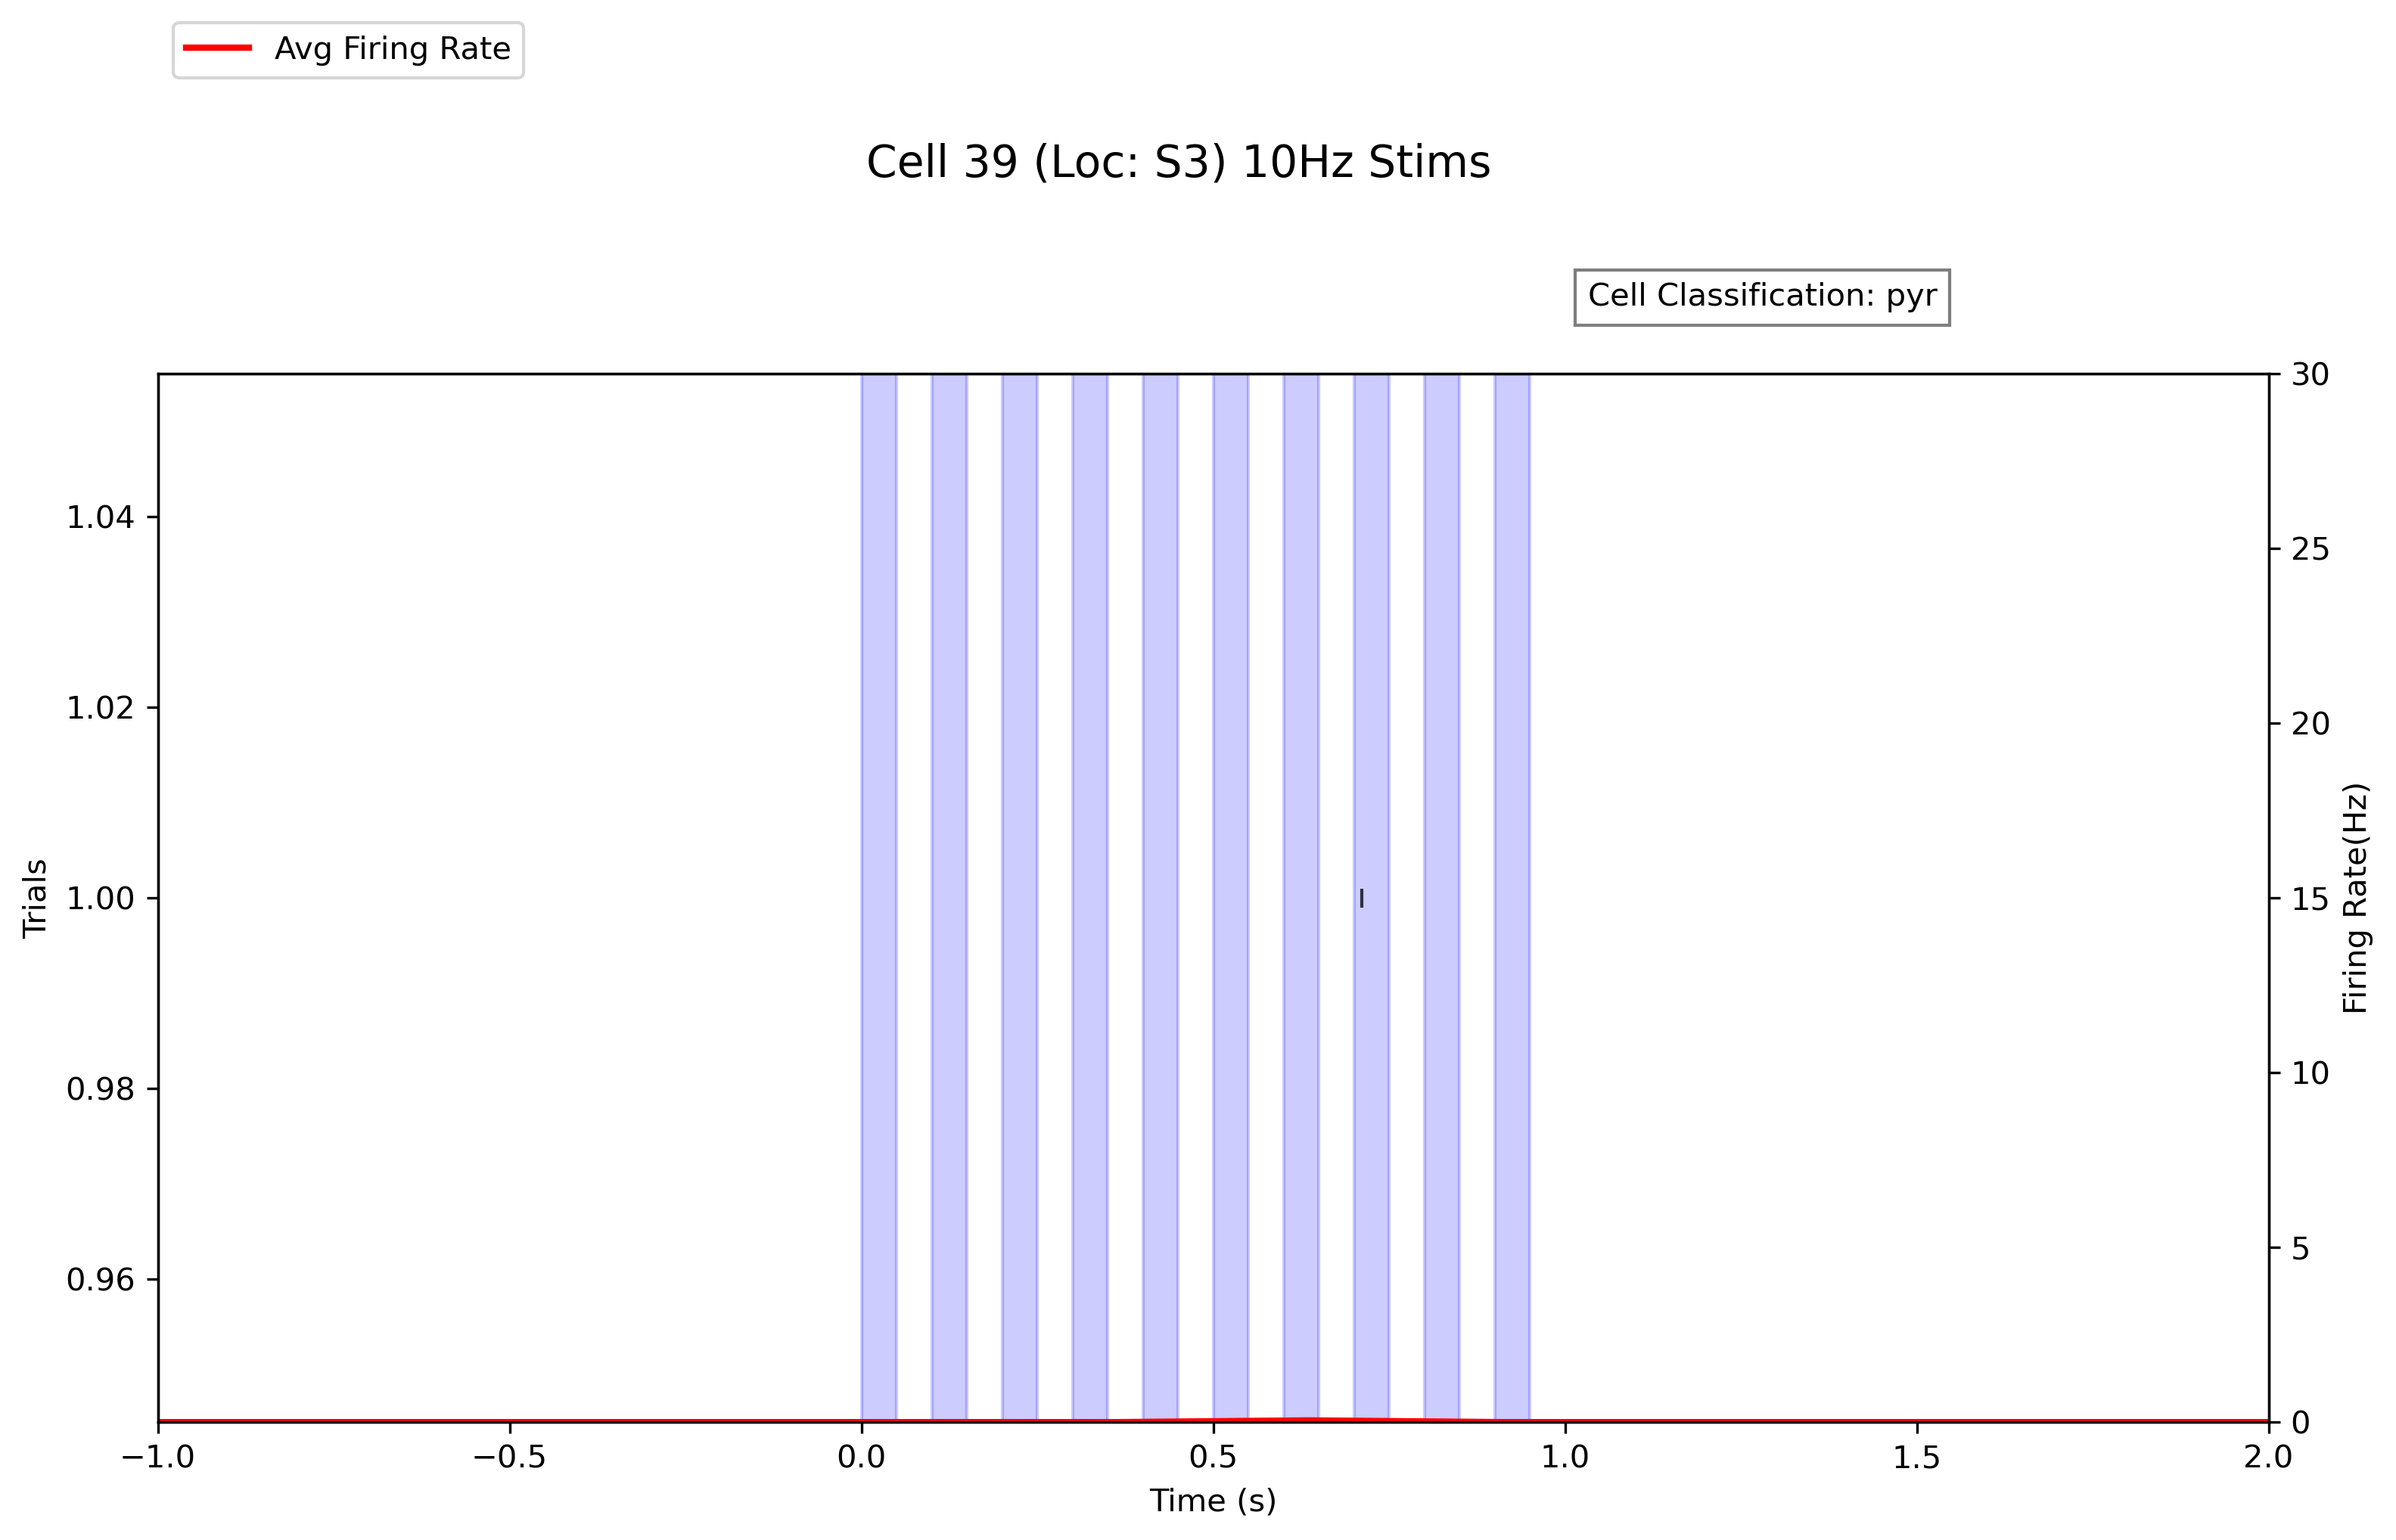 Avg Firing Rate
Cell 39 (Loc: S3) 10Hz Stims
Cell Classification: pyr
30
1.04
25
1.02
20
Trials
1.00
15
Firing Rate(Hz)
0.98
10
0.96
5
0
−1.0 −0.5 0.0 0.5 1.0 1.5 2.0
Time (s)